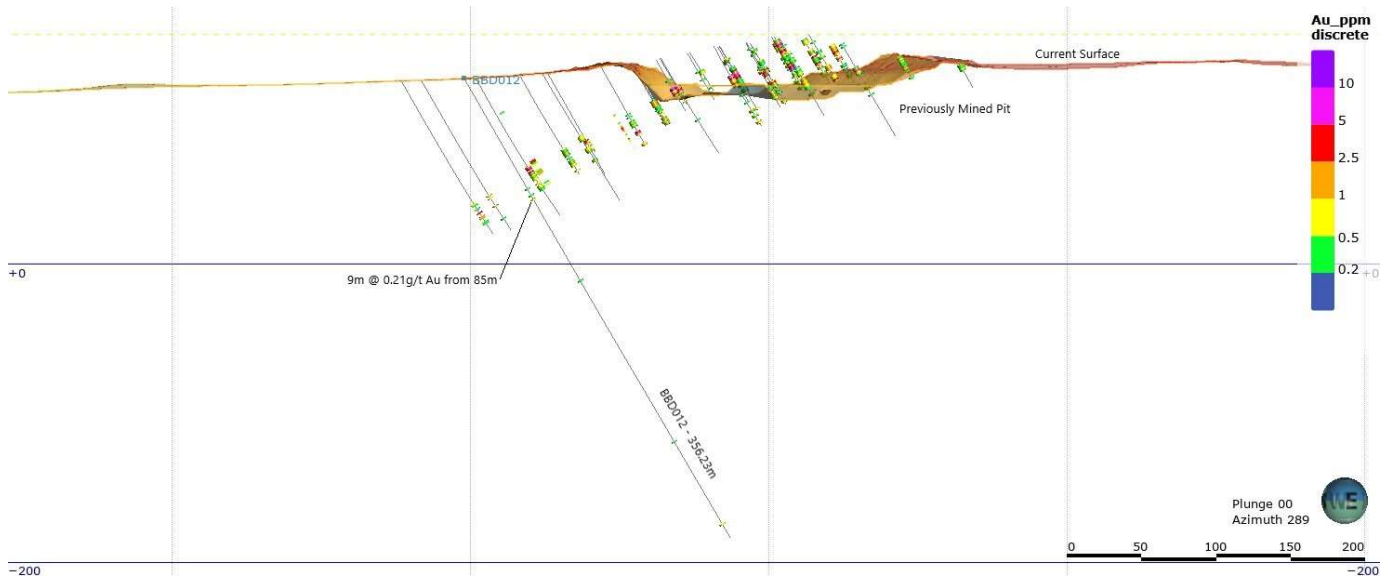 Au_ppm
discrete
10
5
2.5
1
0.5
0.2
Current Surface
Previously Mined Pit
BBD012
+0
+0
9m @ 0.21g/t Au from 85m
BBD012 - 356.23m
Plunge 00
Azimuth 289
0 50 100 150 200
-200
-200